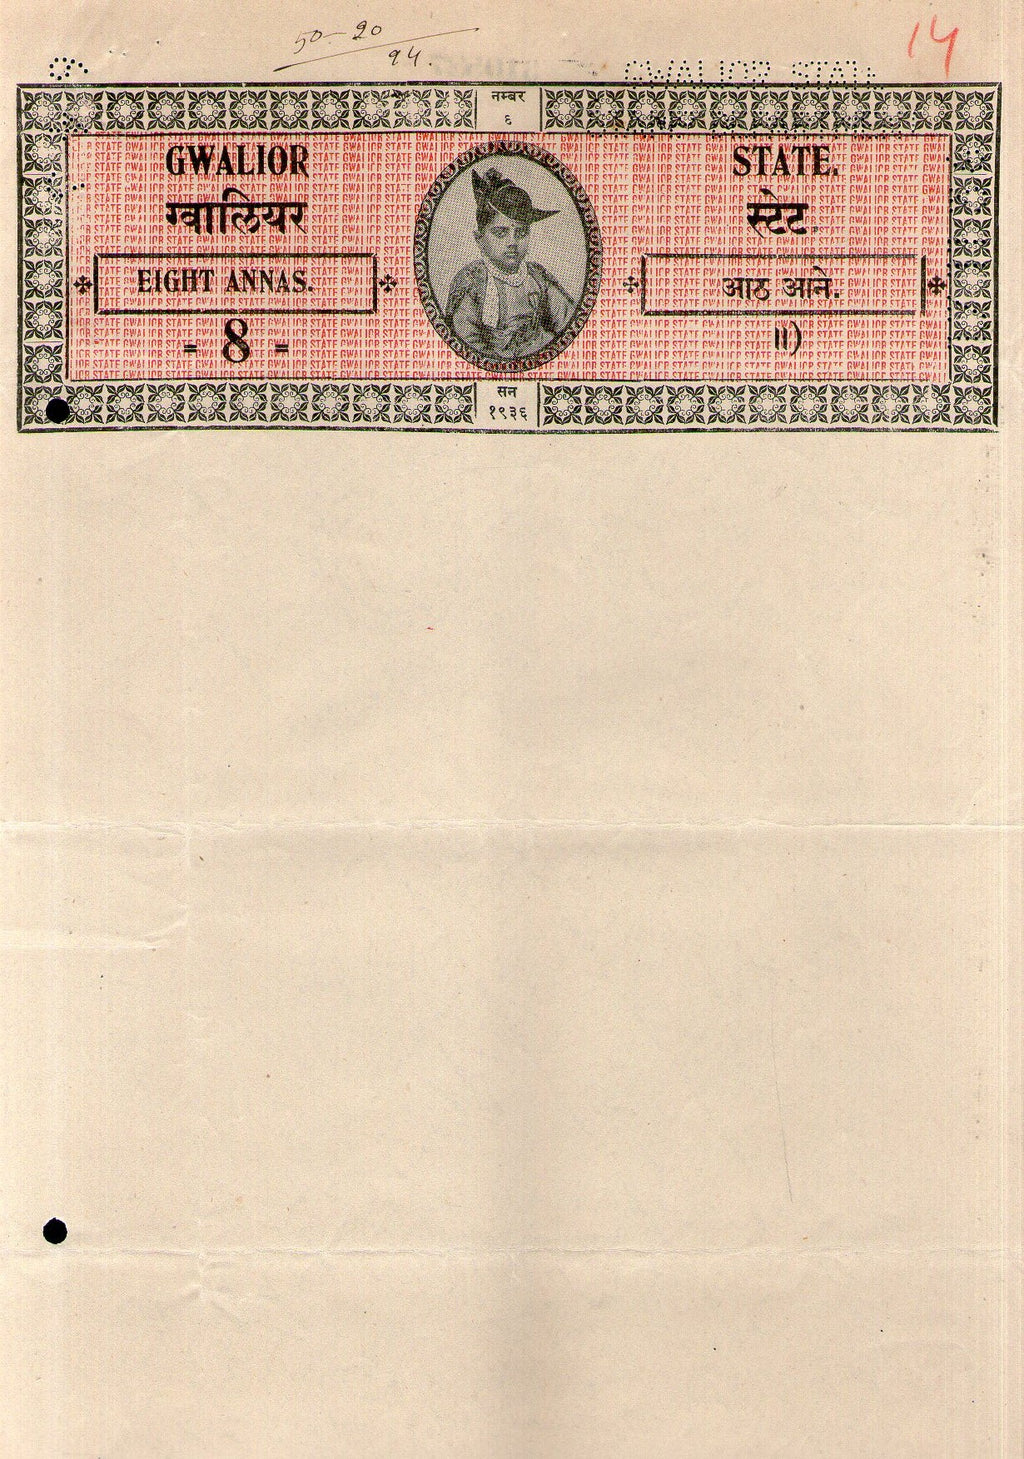 50-20
94.
14
GWALIOR STATE
नम्बर
६
GWALIOR
STATE.
ग्वालियर
स्टेट
EIGHT ANNAS.
आठ आने.
- 8 -
॥)
सन
१९३६